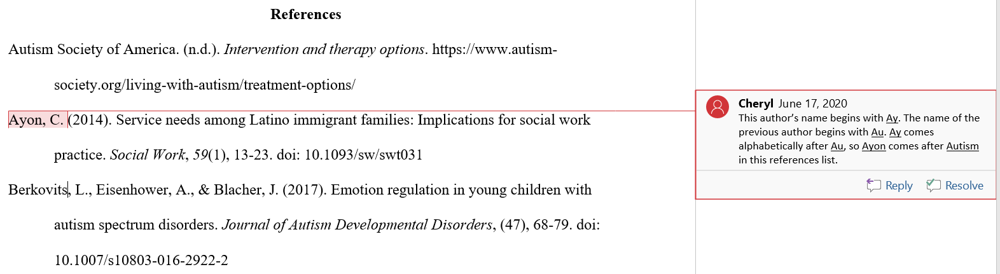 References
Autism Society of America. (n.d.). Intervention and therapy options. https://www.autism-
society.org/living-with-autism/treatment-options/
Ayon, C. (2014). Service needs among Latino immigrant families: Implications for social work
practice. Social Work, 59(1), 13-23. doi: 10.1093/sw/swt031
Berkovits, L., Eisenhower, A., & Blacher, J. (2017). Emotion regulation in young children with
autism spectrum disorders. Journal of Autism Developmental Disorders, (47), 68-79. doi:
10.1007/s10803-016-2922-2
Cheryl June 17, 2020
This author's name begins with Ay. The name of the
previous author begins with Au. Ay comes
alphabetically after Au, so Ayon comes after Autism
in this references list.
Reply Resolve